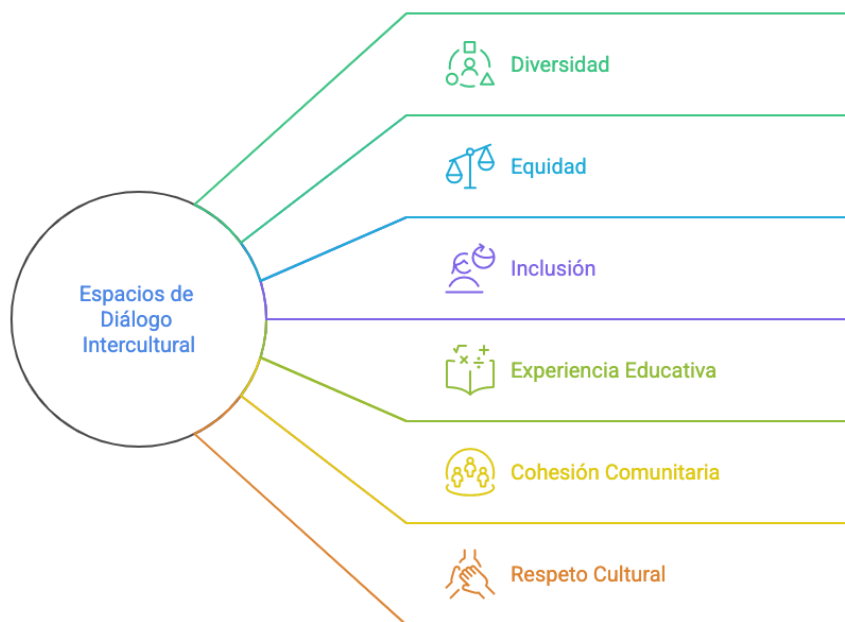 Diversidad
Equidad
Espacios de
Diálogo
Intercultural
Inclusión
Experiencia Educativa
Cohesión Comunitaria
Respeto Cultural